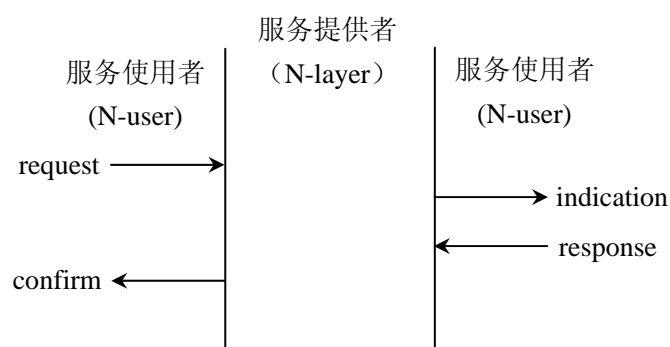 服务提供者
（N-layer）
服务使用者
(N-user)
服务使用者
(N-user)
request
indication
response
confirm